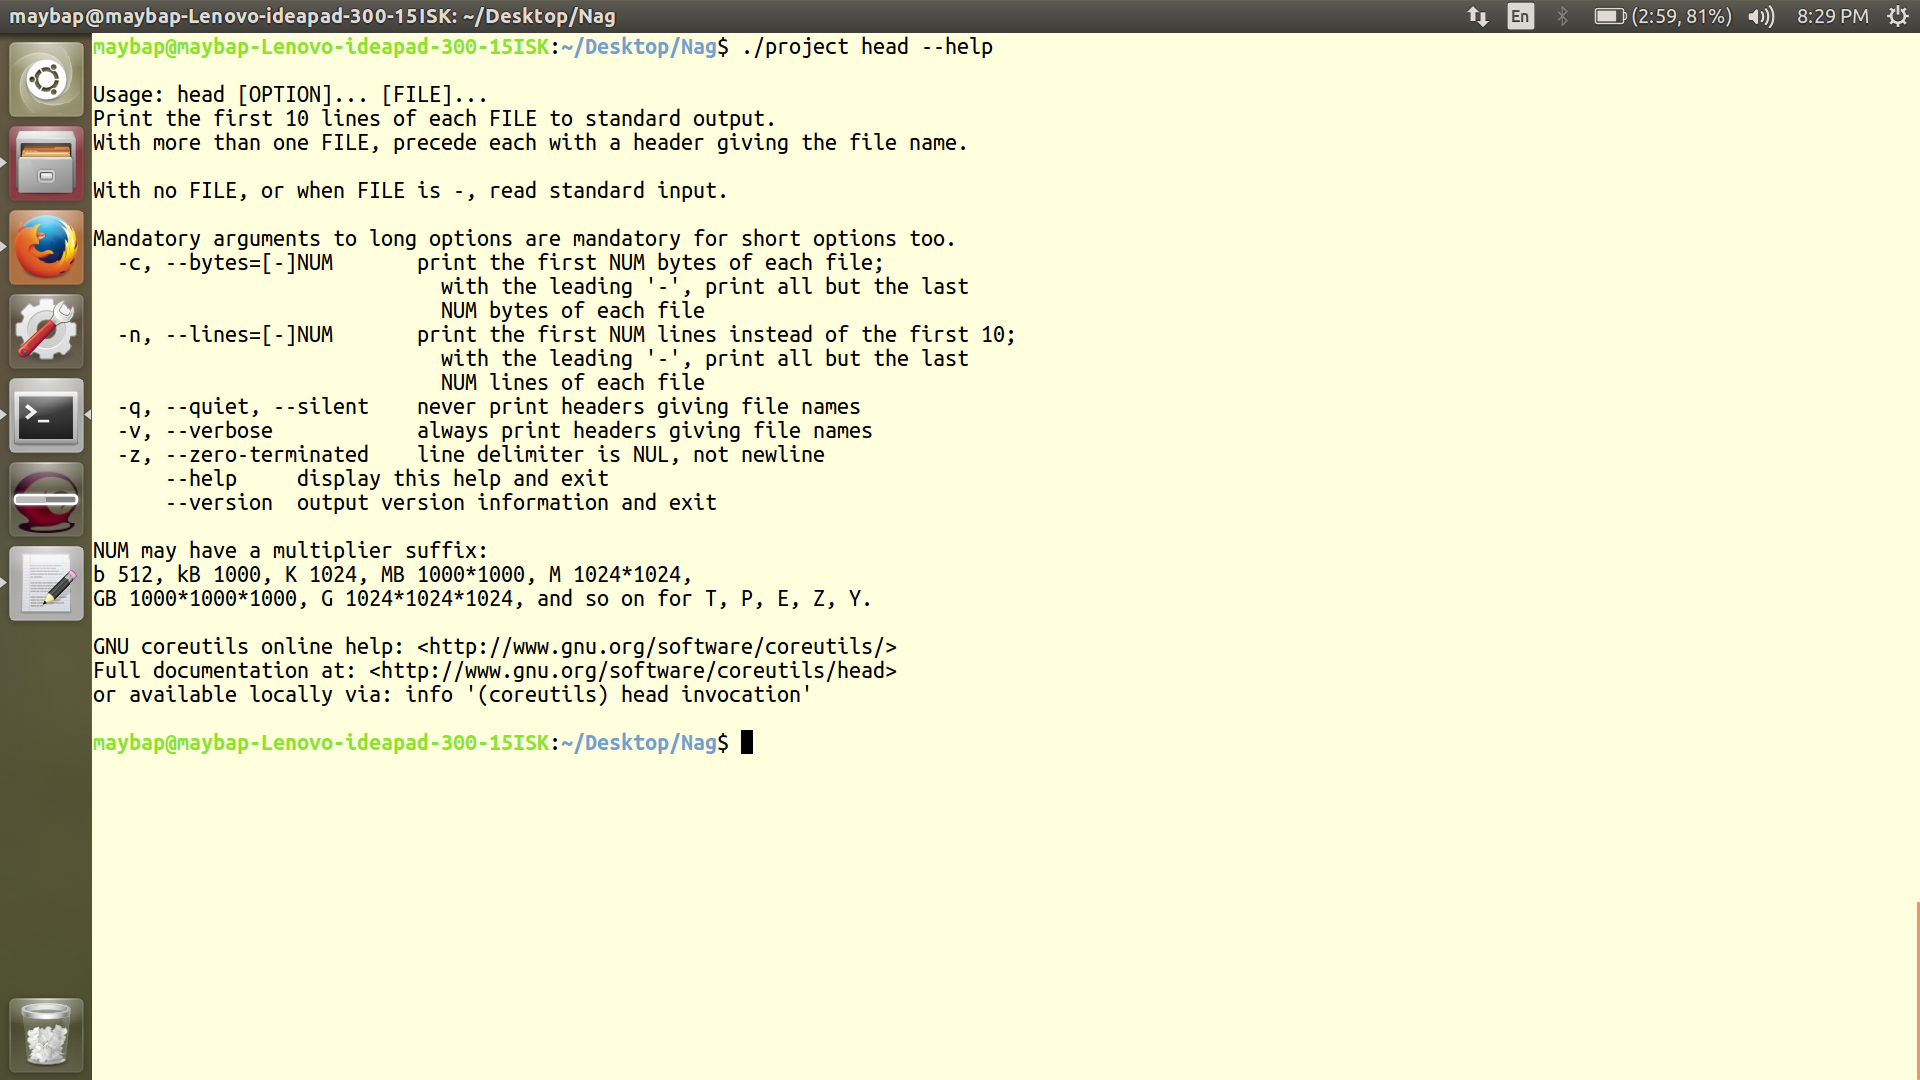 maybap@maybap-Lenovo-ideapad-300-15ISK: ~/Desktop/Nag
En
(2:59, 81%)
8:29 PM
maybap@maybap-Lenovo-ideapad-300-15ISK:~/Desktop/Nag$ ./project head --help
Usage: head [OPTION]... [FILE]...
Print the first 10 lines of each FILE to standard output.
With more than one FILE, precede each with a header giving the file name.
With no FILE, or when FILE is -, read standard input.
Mandatory arguments to long options are mandatory for short options too.
  -c, --bytes=[-]NUM       print the first NUM bytes of each file;
                             with the leading '-', print all but the last
                             NUM bytes of each file
  -n, --lines=[-]NUM       print the first NUM lines instead of the first 10;
                             with the leading '-', print all but the last
                             NUM lines of each file
  -q, --quiet, --silent    never print headers giving file names
  -v, --verbose            always print headers giving file names
  -z, --zero-terminated    line delimiter is NUL, not newline
      --help     display this help and exit
      --version  output version information and exit
NUM may have a multiplier suffix:
b 512, kB 1000, K 1024, MB 1000*1000, M 1024*1024,
GB 1000*1000*1000, G 1024*1024*1024, and so on for T, P, E, Z, Y.
GNU coreutils online help: <http://www.gnu.org/software/coreutils/>
Full documentation at: <http://www.gnu.org/software/coreutils/head>
or available locally via: info '(coreutils) head invocation'
maybap@maybap-Lenovo-ideapad-300-15ISK:~/Desktop/Nag$